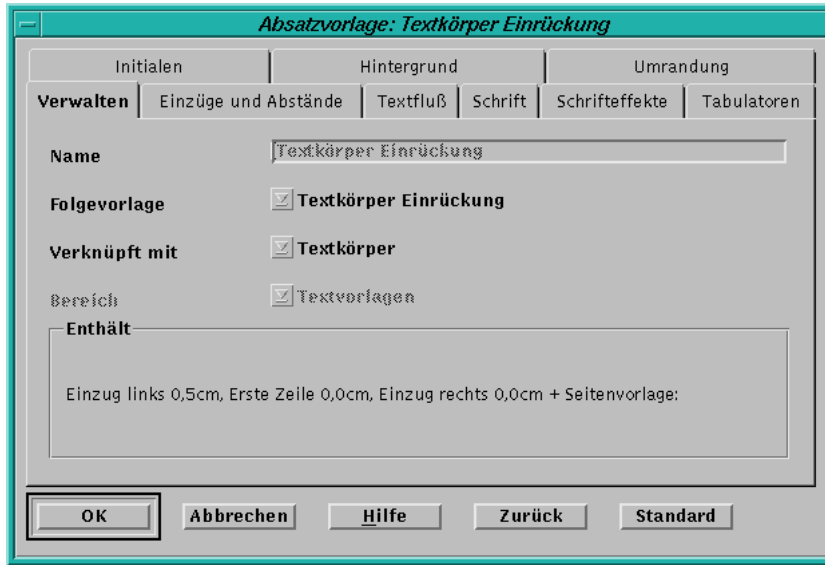 Absatzvorlage: Textkörper Einrückung
Initialen Hintergrund Umrandung
Verwalten Einzüge und Abstände Textfluß Schrift Schrifteffekte Tabulatoren
Name Textkörper Einrückung
Folgevorlage Textkörper Einrückung
Verknüpft mit Textkörper
Bereich Textvorlagen
Enthält
Einzug links 0,5cm, Erste Zeile 0,0cm, Einzug rechts 0,0cm + Seitenvorlage:
OK Abbrechen Hilfe Zurück Standard